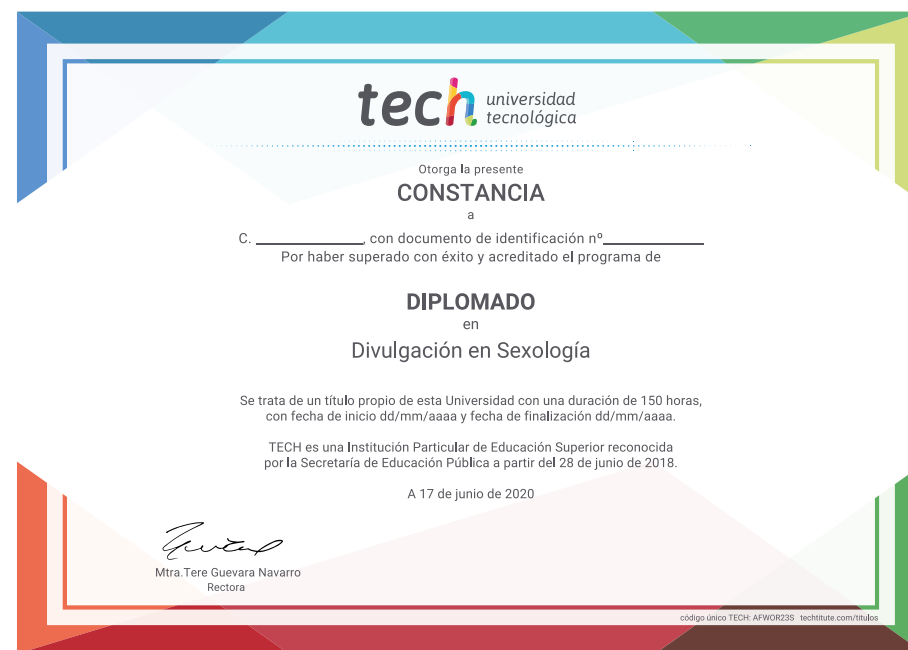 tech universidad
tecnológica
Otorga la presente
CONSTANCIA
a
C. ____________, con documento de identificación nº____________
Por haber superado con éxito y acreditado el programa de
DIPLOMADO
en
Divulgación en Sexología
Se trata de un título propio de esta Universidad con una duración de 150 horas,
con fecha de inicio dd/mm/aaaa y fecha de finalización dd/mm/aaaa.
TECH es una Institución Particular de Educación Superior reconocida
por la Secretaría de Educación Pública a partir del 28 de junio de 2018.
A 17 de junio de 2020
Mtra.Tere Guevara Navarro
Rectora
código único TECH: AFWOR23S techtitute.com/titulos